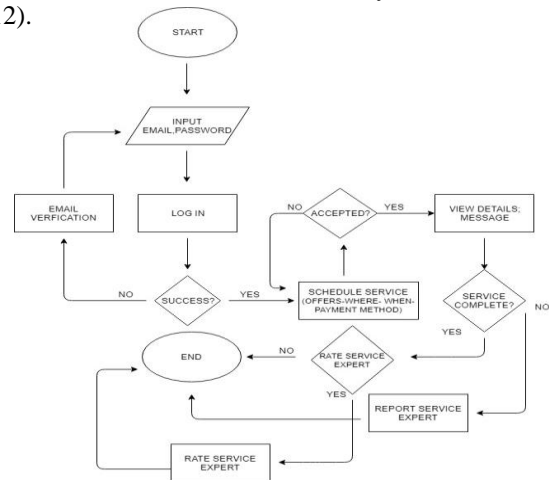 12).
START
INPUT
EMAIL,PASSWORD
EMAIL
VERFICATION
LOG IN
NO
ACCEPTED?
YES
VIEW DETAILS,
MESSAGE
NO
SUCCESS?
YES
SCHEDULE SERVICE
(OFFERS-WHERE- WHEN-
PAYMENT METHOD)
SERVICE
COMPLETE?
NO
YES
END
NO
RATE SERVICE
EXPERT
YES
REPORT SERVICE
EXPERT
RATE SERVICE
EXPERT